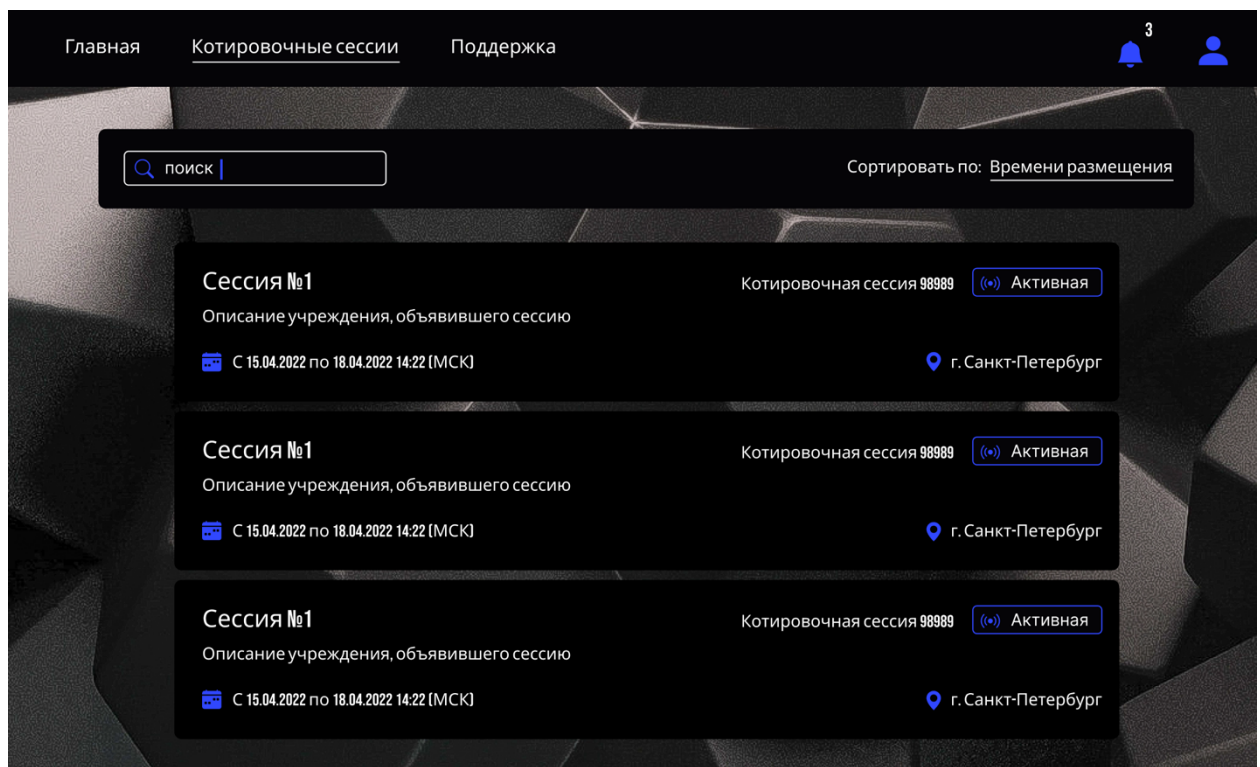 Главная Котировочные сессии Поддержка 3
поиск Сортировать по: Времени размещения
Сессия №1 Котировочная сессия 98989 Активная
Описание учреждения, объявившего сессию
С 15.04.2022 по 18.04.2022 14:22 (МСК) г. Санкт-Петербург
Сессия №1 Котировочная сессия 98989 Активная
Описание учреждения, объявившего сессию
С 15.04.2022 по 18.04.2022 14:22 (МСК) г. Санкт-Петербург
Сессия №1 Котировочная сессия 98989 Активная
Описание учреждения, объявившего сессию
С 15.04.2022 по 18.04.2022 14:22 (МСК) г. Санкт-Петербург